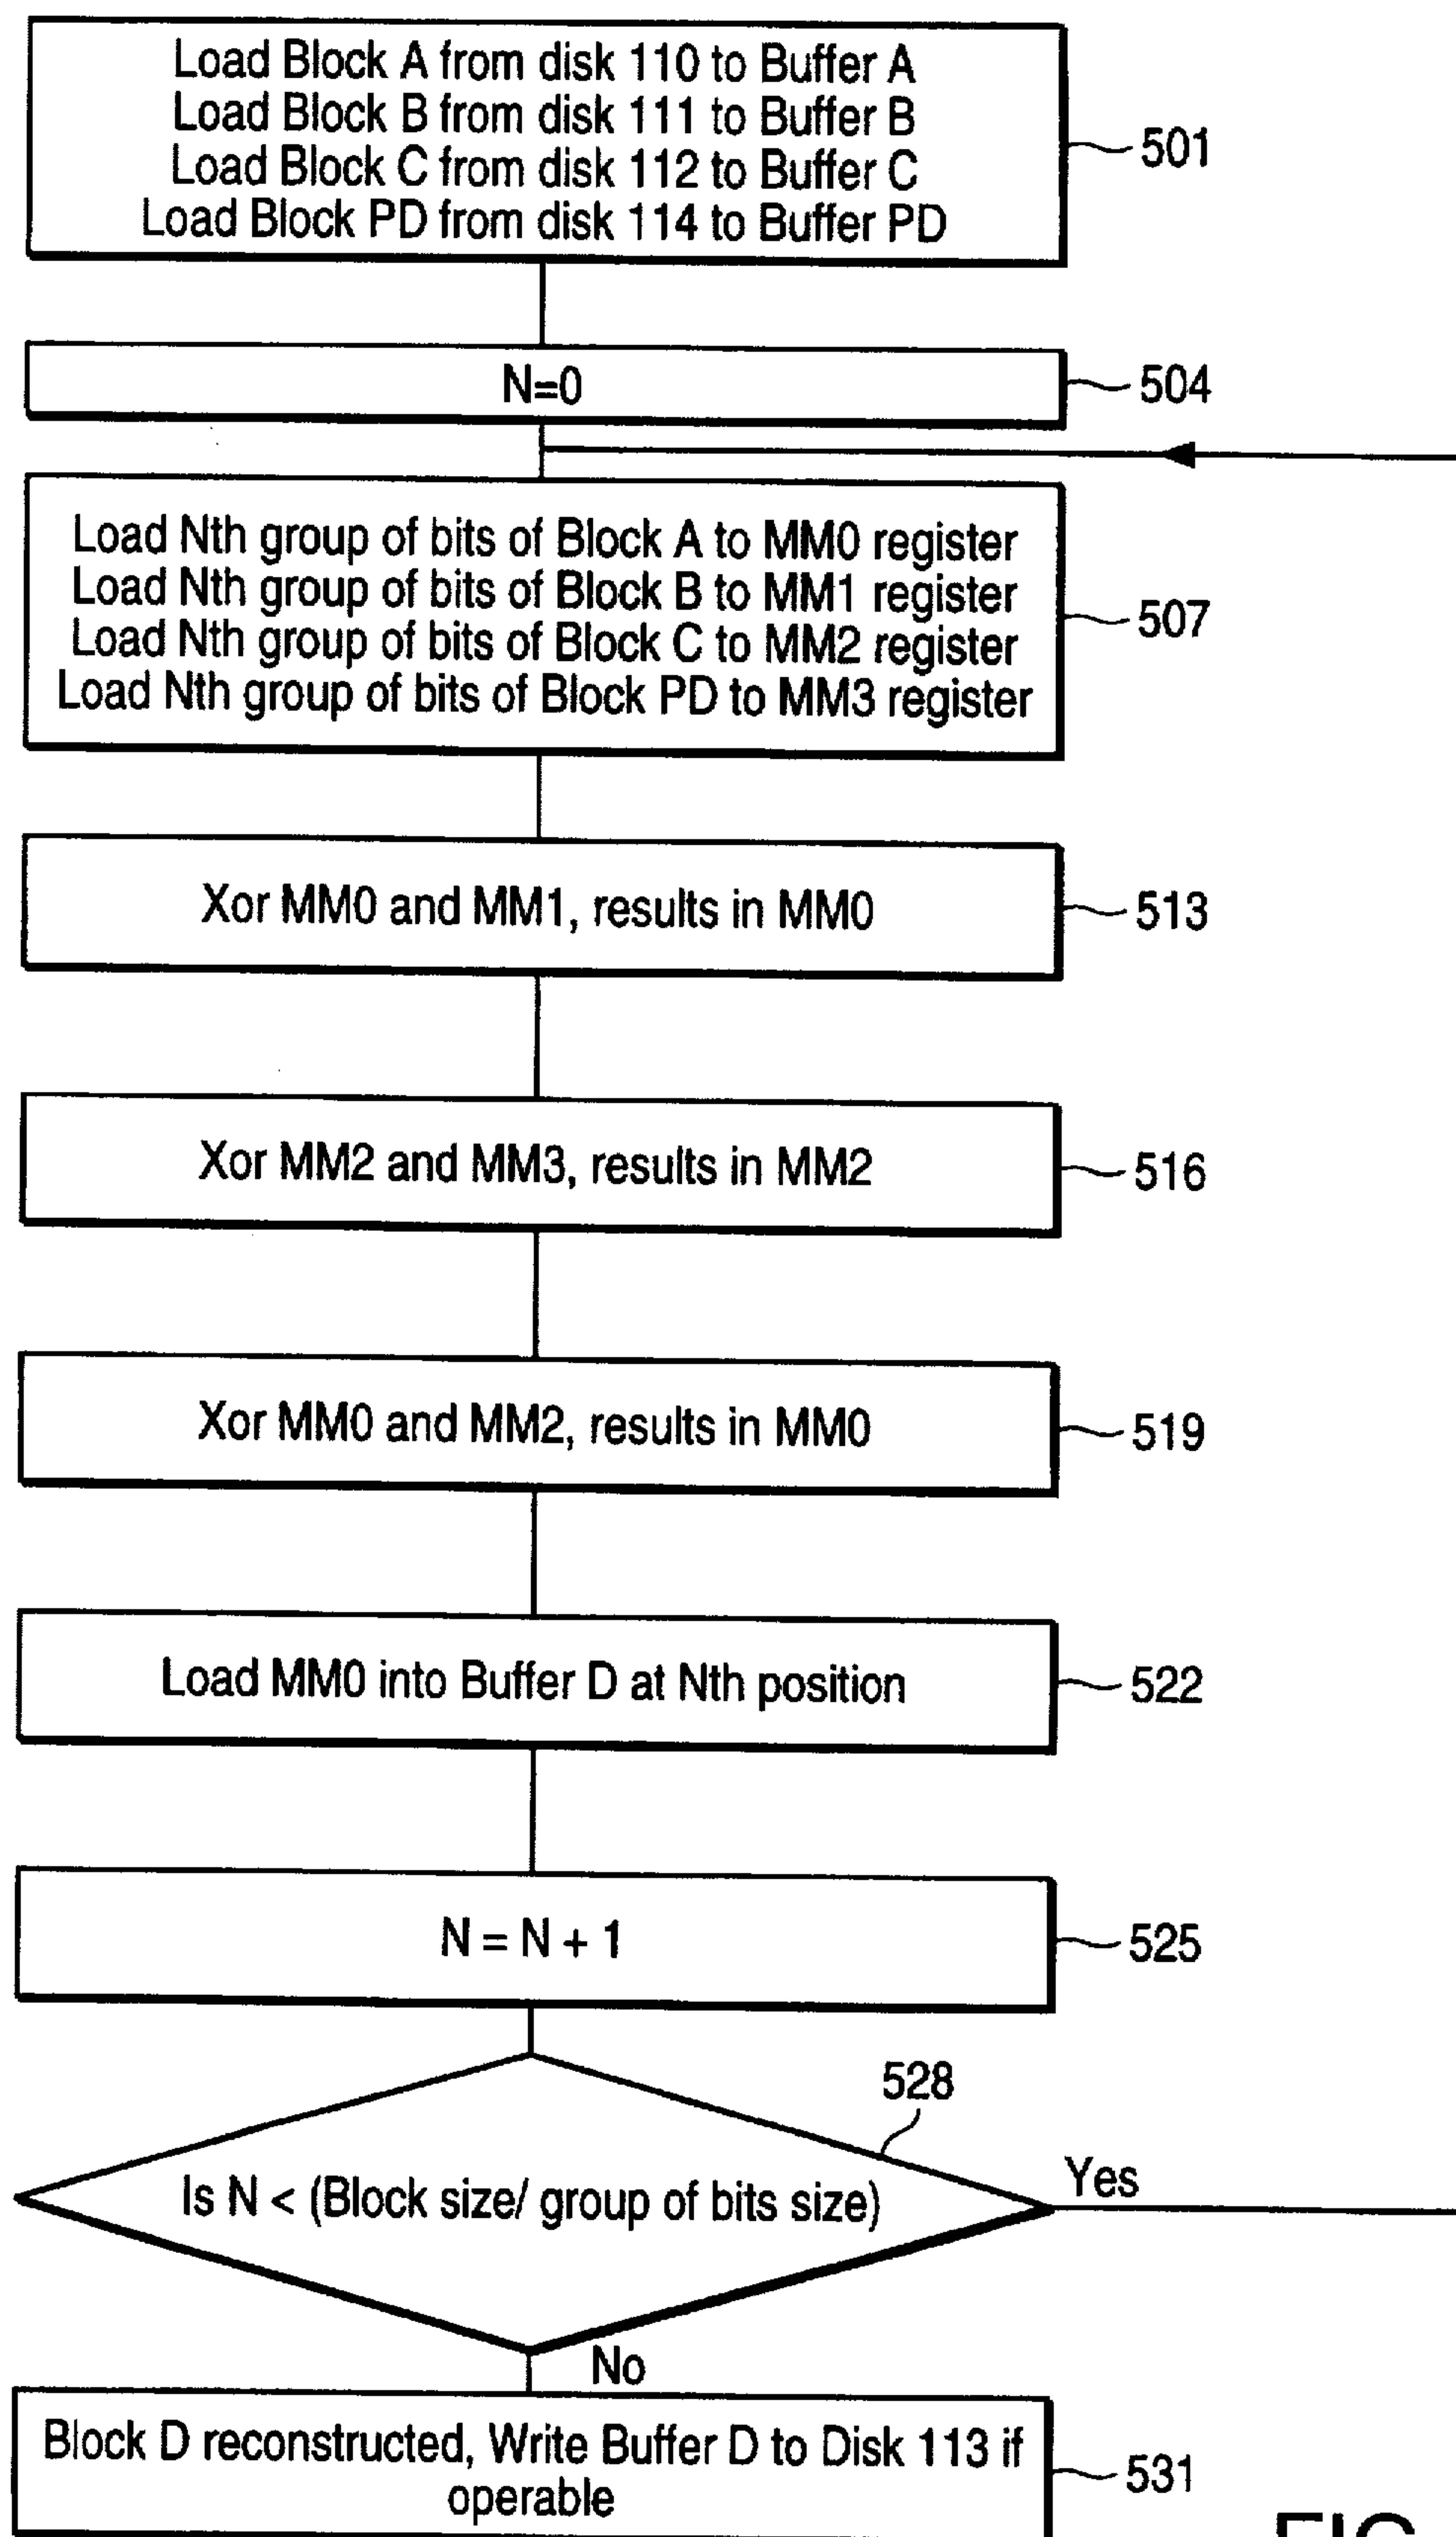 Load Block A from disk 110 to Buffer A
Load Block B from disk 111 to Buffer B
Load Block C from disk 112 to Buffer C
Load Block PD from disk 114 to Buffer PD
501
N=0
504
Load Nth group of bits of Block A to MM0 register
Load Nth group of bits of Block B to MM1 register
Load Nth group of bits of Block C to MM2 register
Load Nth group of bits of Block PD to MM3 register
507
Xor MM0 and MM1, results in MM0
513
Xor MM2 and MM3, results in MM2
516
Xor MM0 and MM2, results in MM0
519
Load MM0 into Buffer D at Nth position
522
N = N + 1
525
528
Is N < (Block size/ group of bits size)
Yes
No
Block D reconstructed, Write Buffer D to Disk 113 if
operable
531
FIG